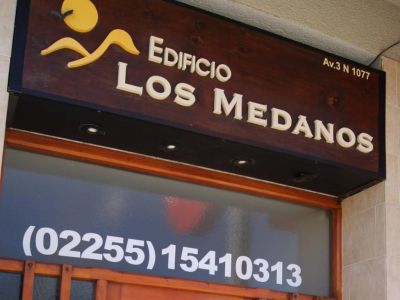 Edificio
Av.3 N 1077
Los Medanos
(02255)15410313